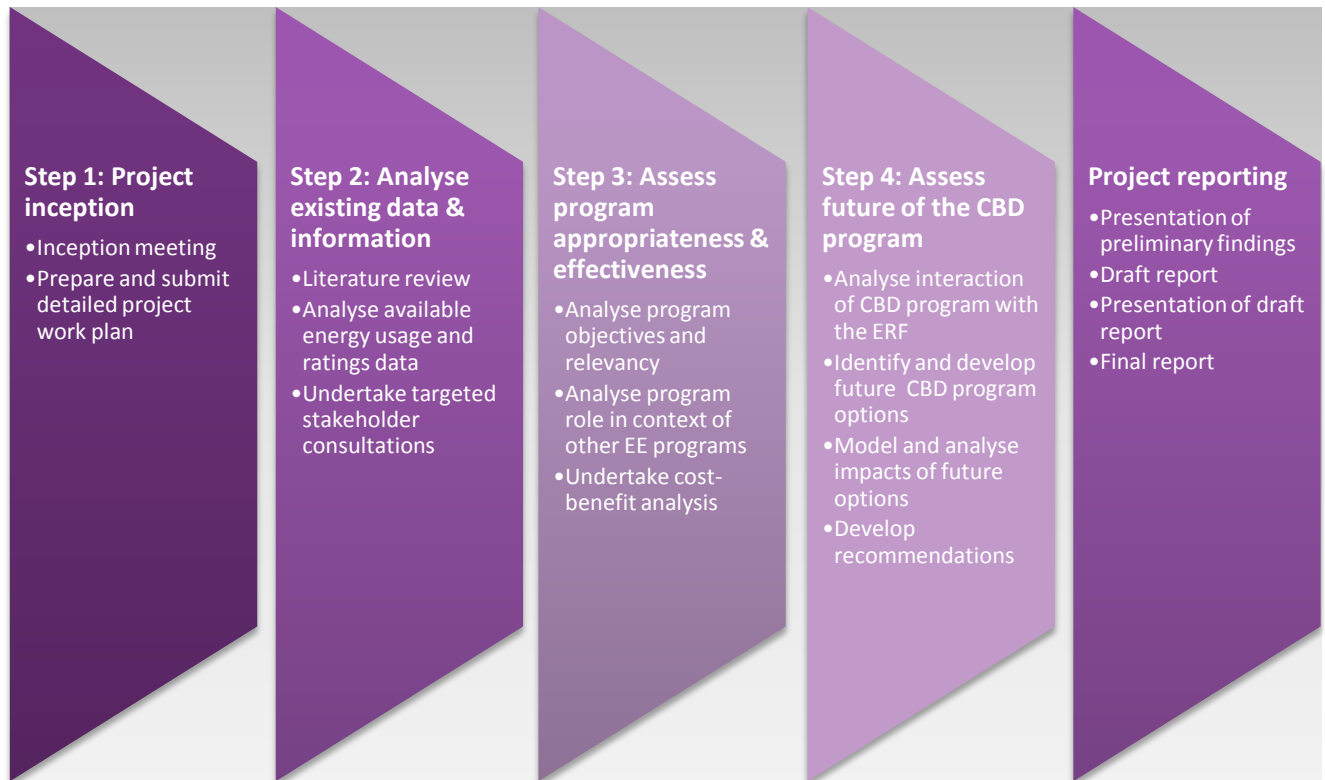 Step 1: Project
inception
•Inception meeting
•Prepare and submit
detailed project
work plan
Step 2: Analyse
existing data &
information
•Literature review
•Analyse available
energy usage and
ratings data
•Undertake targeted
stakeholder
consultations
Step 3: Assess
program
appropriateness &
effectiveness
•Analyse program
objectives and
relevancy
•Analyse program
role in context of
other EE programs
•Undertake cost-
benefit analysis
Step 4: Assess
future of the CBD
program
•Analyse interaction
of CBD program with
the ERF
•Identify and develop
future CBD program
options
•Model and analyse
impacts of future
options
•Develop
recommendations
Project reporting
•Presentation of
preliminary findings
•Draft report
•Presentation of draft
report
•Final report